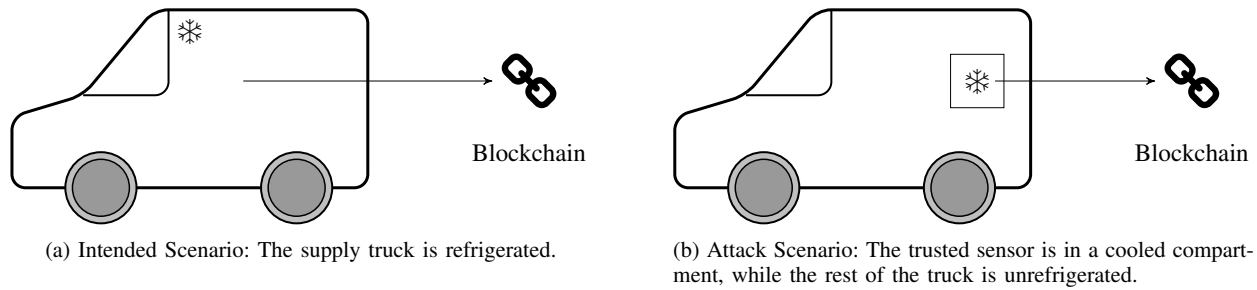 Blockchain
Blockchain
(a) Intended Scenario: The supply truck is refrigerated.
(b) Attack Scenario: The trusted sensor is in a cooled compart-
ment, while the rest of the truck is unrefrigerated.